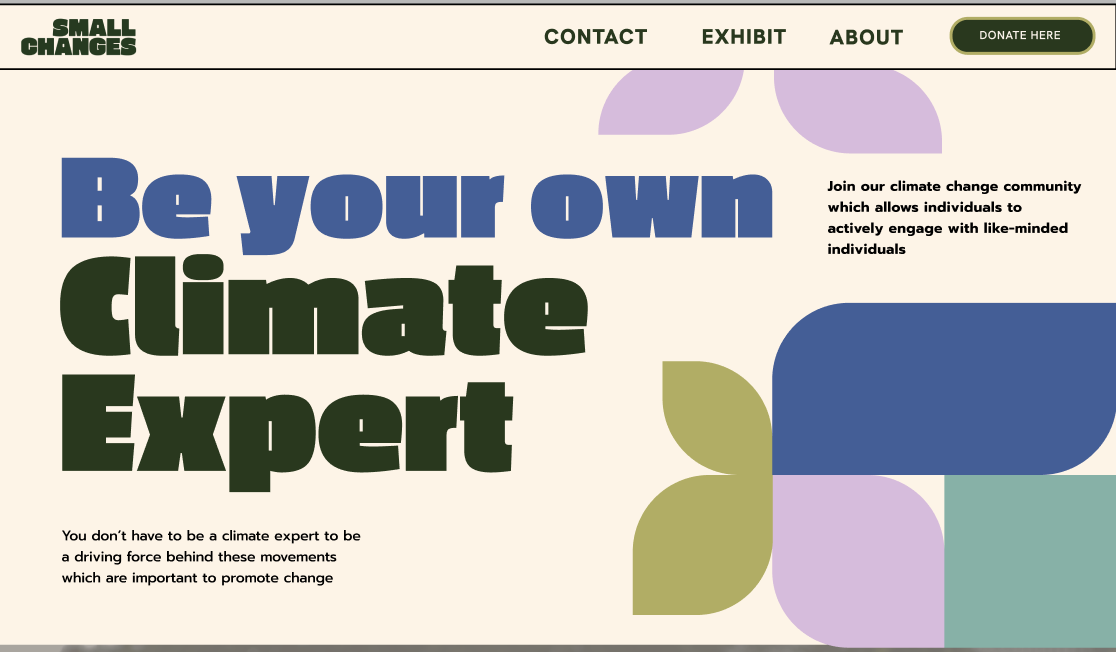 SMALL
CHANGES
CONTACT
EXHIBIT
ABOUT
DONATE HERE
Be your own
Climate
Expert
Join our climate change community
which allows individuals to
actively engage with like-minded
individuals
You don’t have to be a climate expert to be
a driving force behind these movements
which are important to promote change